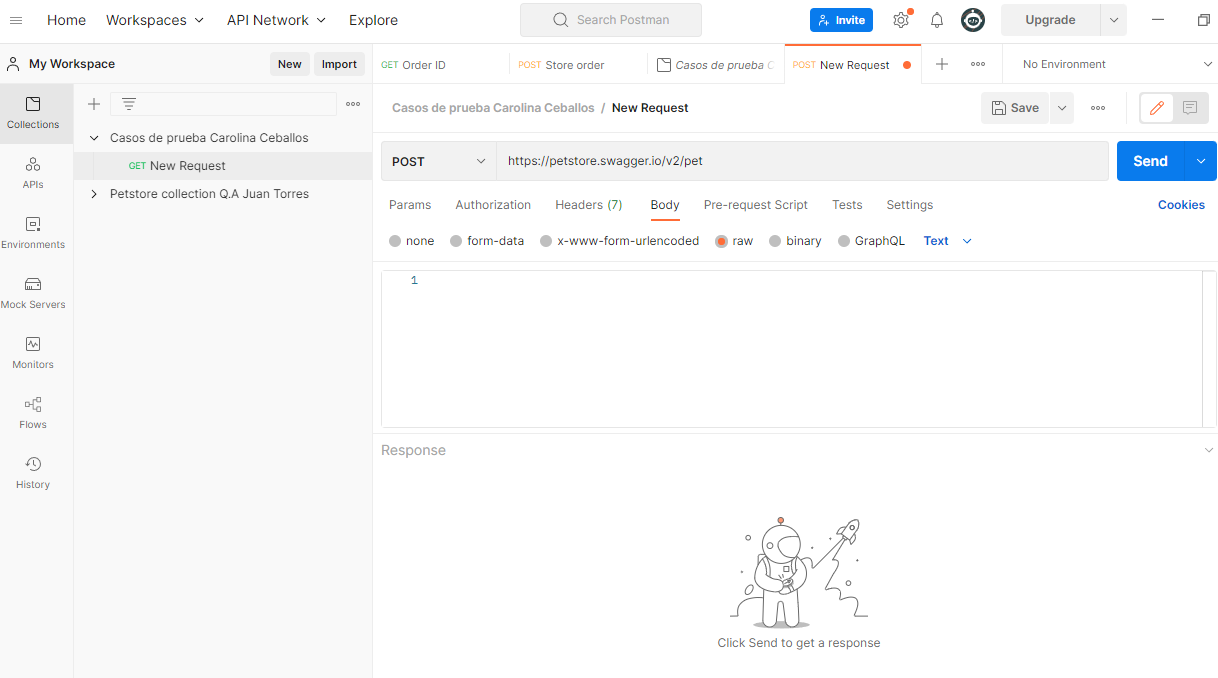 Home Workspaces API Network Explore Search Postman Invite Upgrade
My Workspace New Import
GET Order ID POST Store order Casos de prueba C POST New Request No Environment
Collections
APIs
Environments
Mock Servers
Monitors
Flows
History
Casos de prueba Carolina Ceballos
GET New Request
Petstore collection Q.A Juan Torres
Casos de prueba Carolina Ceballos / New Request Save
POST https://petstore.swagger.io/v2/pet Send
Params Authorization Headers (7) Body Pre-request Script Tests Settings Cookies
none form-data x-www-form-urlencoded raw binary GraphQL Text
1
Response
Click Send to get a response